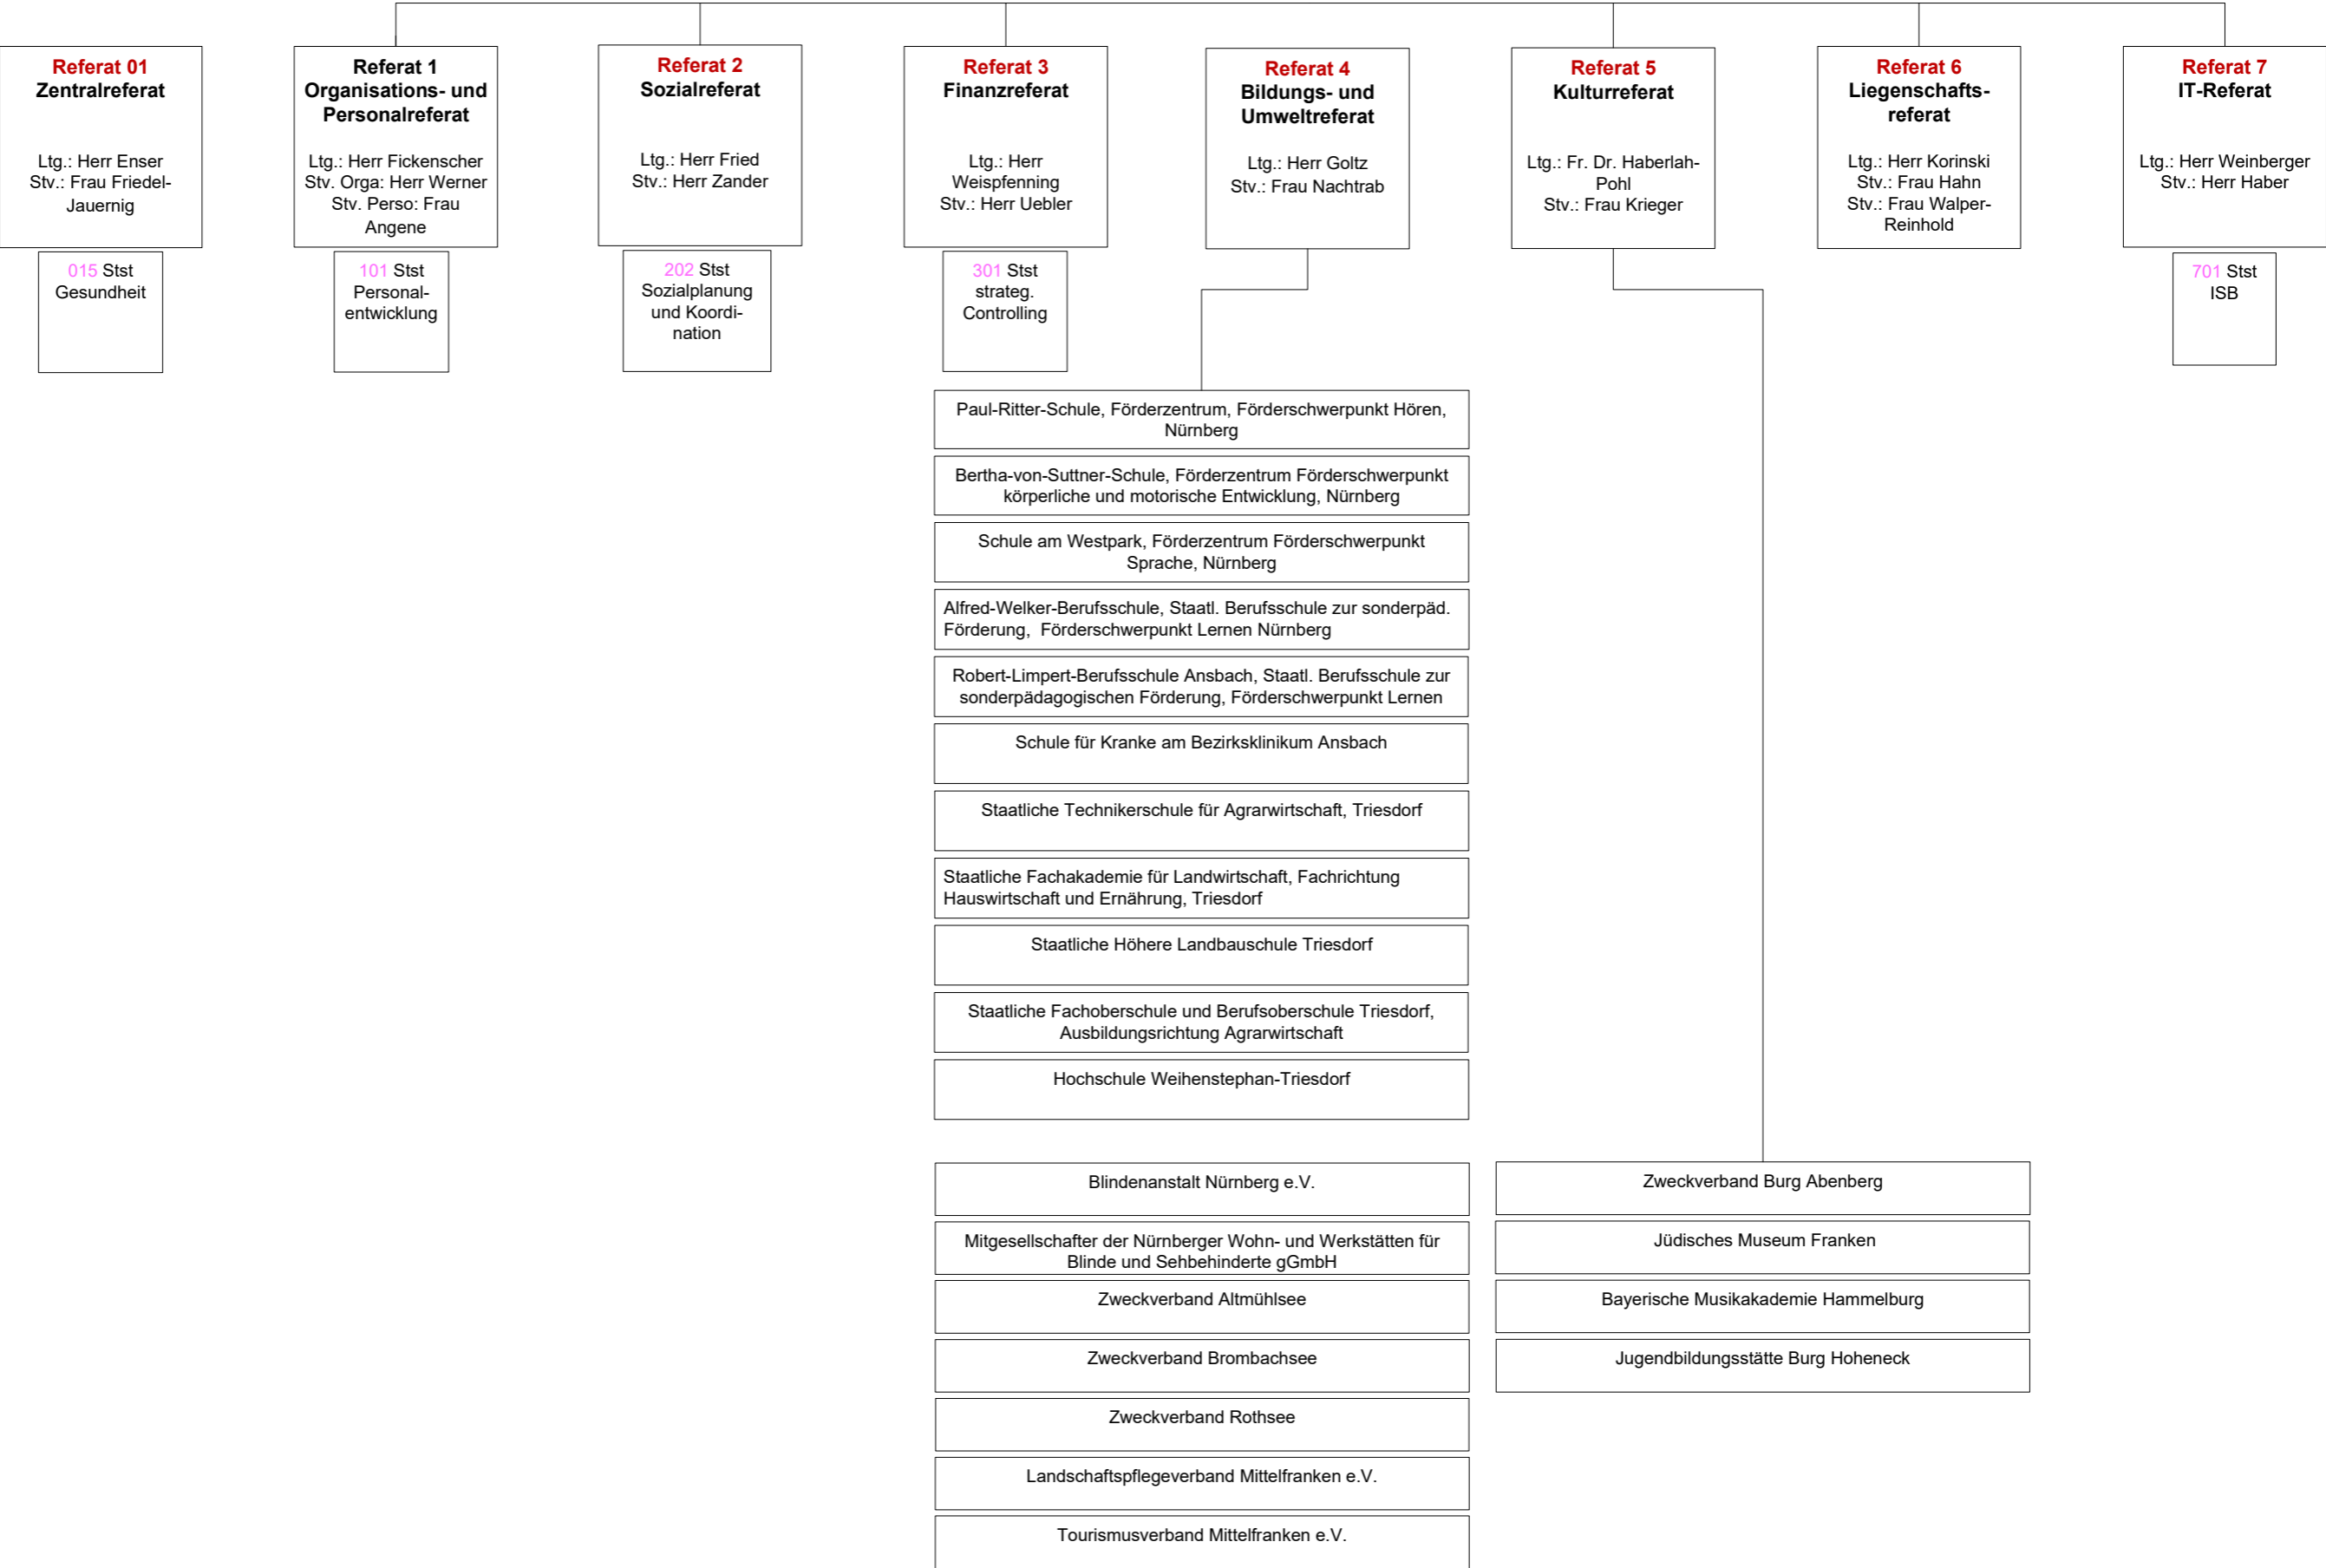 Referat 01
Zentralreferat
Ltg.: Herr Enser
Stv.: Frau Friedel-
Jauernig
015 Stst
Gesundheit
Referat 1
Organisations- und
Personalreferat
Ltg.: Herr Fickenscher
Stv. Orga: Herr Werner
Stv. Perso: Frau
Angene
101 Stst
Personal-
entwicklung
Referat 2
Sozialreferat
Ltg.: Herr Fried
Stv.: Herr Zander
202 Stst
Sozialplanung
und Koordi-
nation
Referat 3
Finanzreferat
Ltg.: Herr
Weispfenning
Stv.: Herr Uebler
301 Stst
strateg.
Controlling
Referat 4
Bildungs- und
Umweltreferat
Ltg.: Herr Goltz
Stv.: Frau Nachtrab
Referat 5
Kulturreferat
Ltg.: Fr. Dr. Haberlah-
Pohl
Stv.: Frau Krieger
Referat 6
Liegenschafts-
referat
Ltg.: Herr Korinski
Stv.: Frau Hahn
Stv.: Frau Walper-
Reinhold
Referat 7
IT-Referat
Ltg.: Herr Weinberger
Stv.: Herr Haber
701 Stst
ISB
Paul-Ritter-Schule, Förderzentrum, Förderschwerpunkt Hören,
Nürnberg
Bertha-von-Suttner-Schule, Förderzentrum Förderschwerpunkt
körperliche und motorische Entwicklung, Nürnberg
Schule am Westpark, Förderzentrum Förderschwerpunkt
Sprache, Nürnberg
Alfred-Welker-Berufsschule, Staatl. Berufsschule zur sonderpäd.
Förderung,  Förderschwerpunkt Lernen Nürnberg
Robert-Limpert-Berufsschule Ansbach, Staatl. Berufsschule zur
sonderpädagogischen Förderung, Förderschwerpunkt Lernen
Schule für Kranke am Bezirksklinikum Ansbach
Staatliche Technikerschule für Agrarwirtschaft, Triesdorf
Staatliche Fachakademie für Landwirtschaft, Fachrichtung
Hauswirtschaft und Ernährung, Triesdorf
Staatliche Höhere Landbauschule Triesdorf
Staatliche Fachoberschule und Berufsoberschule Triesdorf,
Ausbildungsrichtung Agrarwirtschaft
Hochschule Weihenstephan-Triesdorf
Blindenanstalt Nürnberg e.V.
Mitgesellschafter der Nürnberger Wohn- und Werkstätten für
Blinde und Sehbehinderte gGmbH
Zweckverband Altmühlsee
Zweckverband Brombachsee
Zweckverband Rothsee
Landschaftspflegeverband Mittelfranken e.V.
Tourismusverband Mittelfranken e.V.
Zweckverband Burg Abenberg
Jüdisches Museum Franken
Bayerische Musikakademie Hammelburg
Jugendbildungsstätte Burg Hoheneck